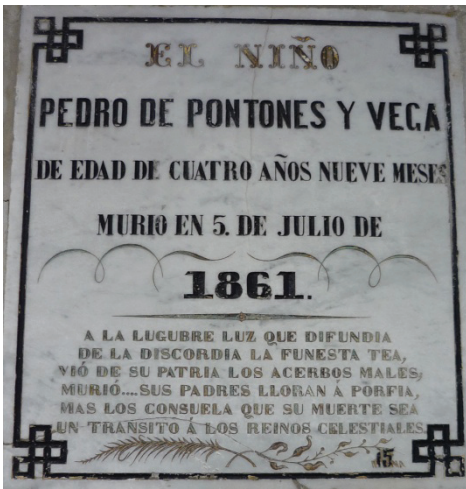 EL NIÑO
PEDRO DE PONTONES Y VEGA
DE EDAD DE CUATRO AÑOS NUEVE MESES
MURIO EN 5. DE JULIO DE
1861.
A LA LUGUBRE LUZ QUE DIFUNDIA
DE LA DISCORDIA LA FUNESTA TEA,
VIÓ DE SU PATRIA LOS ACERBOS MALES,
MURIÓ....SUS PADRES LLORAN Á PORFIA,
MAS LOS CONSUELA QUE SU MUERTE SEA
UN TRANSITO Á LOS REINOS CELESTIALES
15